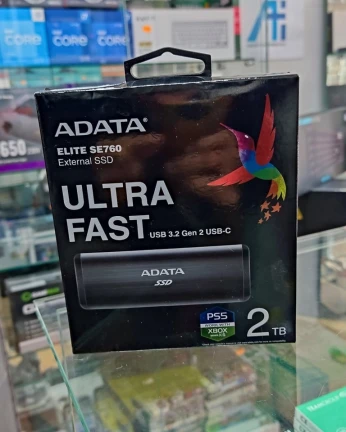 CORE
CORE
650
ADATA®
ELITE SE760
External SSD
ULTRA
FAST
USB 3.2 Gen 2 USB-C
ADATA
SSD
PS5
XBOX
2TB